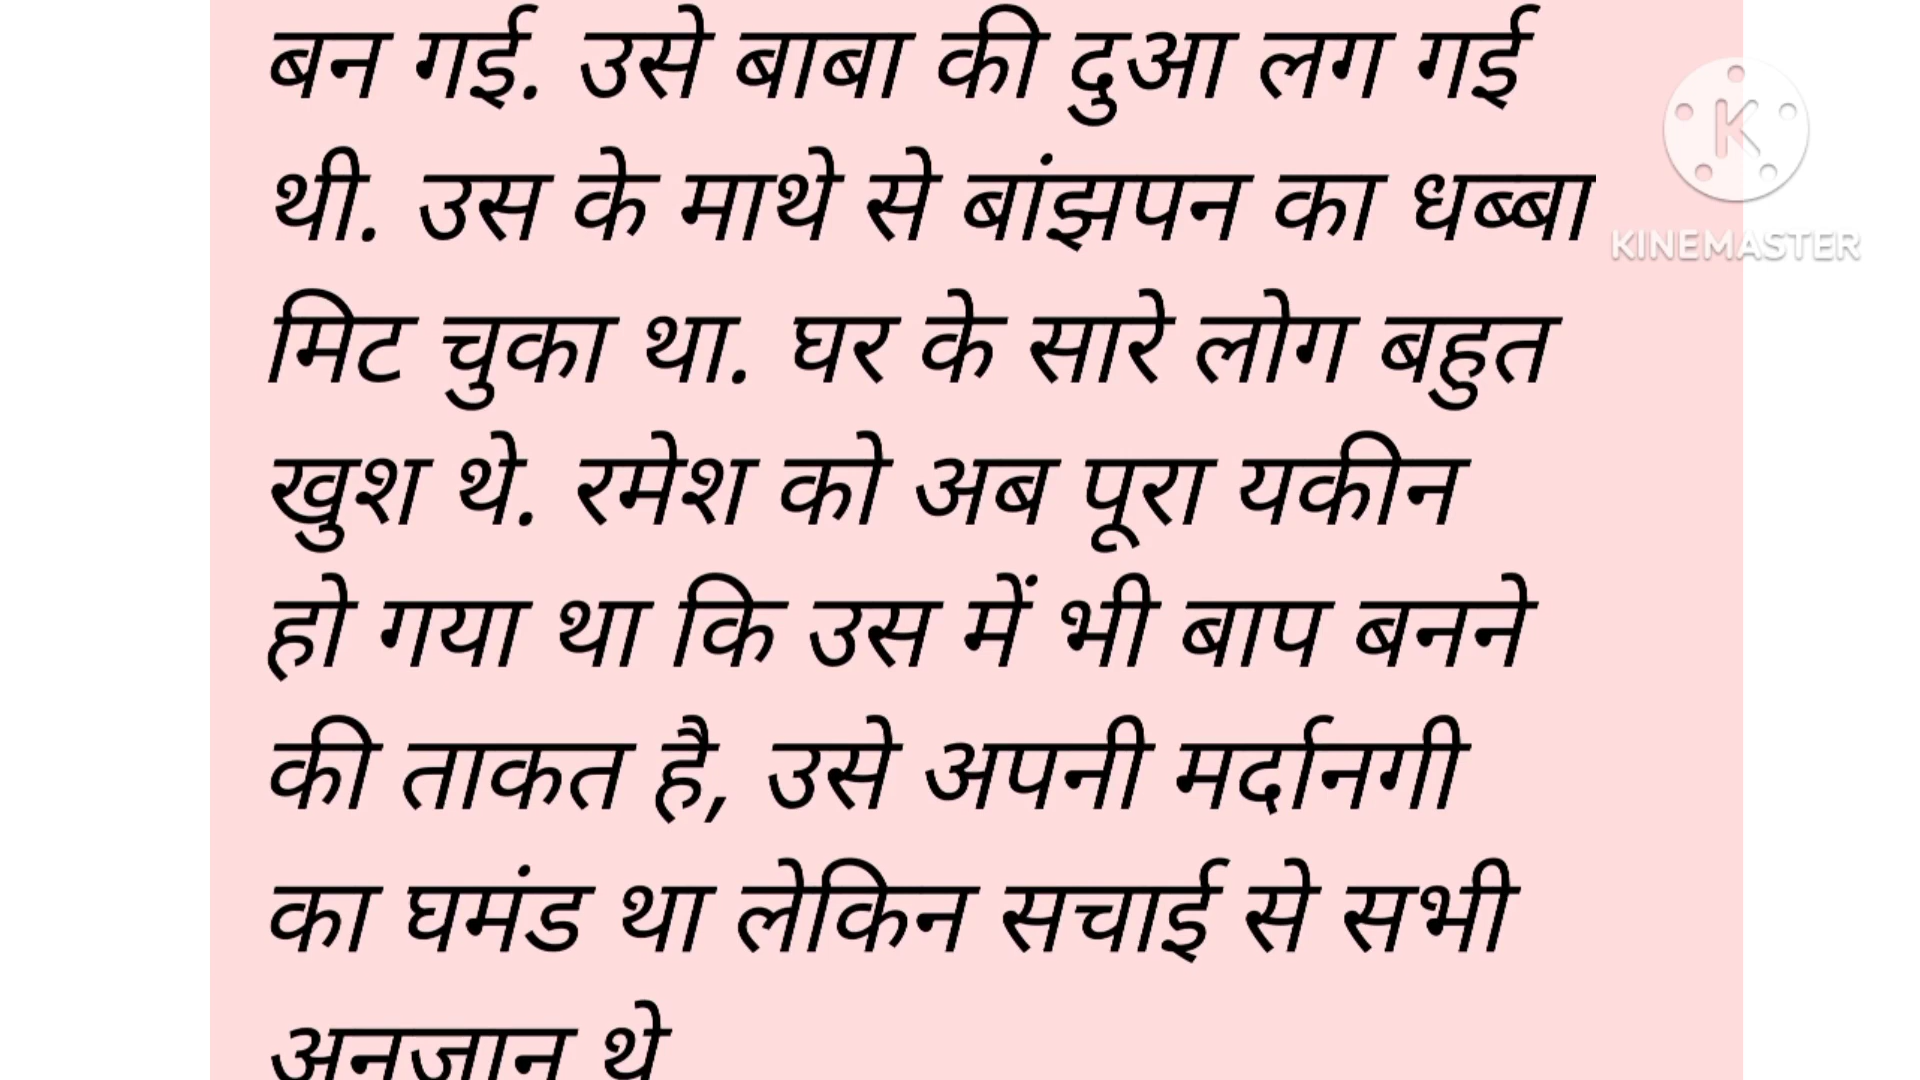 बन गई. उसे बाबा की दुआ लग गई
थी. उस के माथे से बांझपन का धब्बा
मिट चुका था. घर के सारे लोग बहुत
खुश थे. रमेश को अब पूरा यकीन
हो गया था कि उस में भी बाप बनने
की ताकत है, उसे अपनी मर्दानगी
का घमंड था लेकिन सचाई से सभी
अनजान थे
K
KINEMASTER